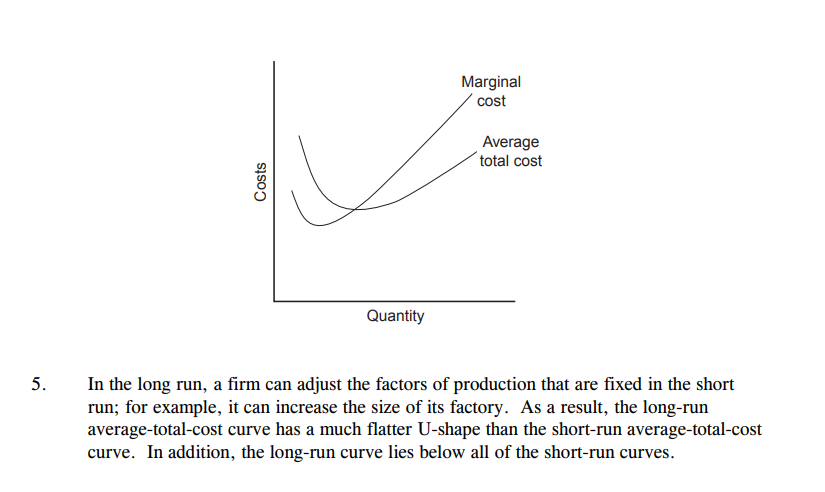 Marginal
cost
Average
total cost
Costs
Quantity
5. In the long run, a firm can adjust the factors of production that are fixed in the short
run; for example, it can increase the size of its factory. As a result, the long-run
average-total-cost curve has a much flatter U-shape than the short-run average-total-cost
curve. In addition, the long-run curve lies below all of the short-run curves.